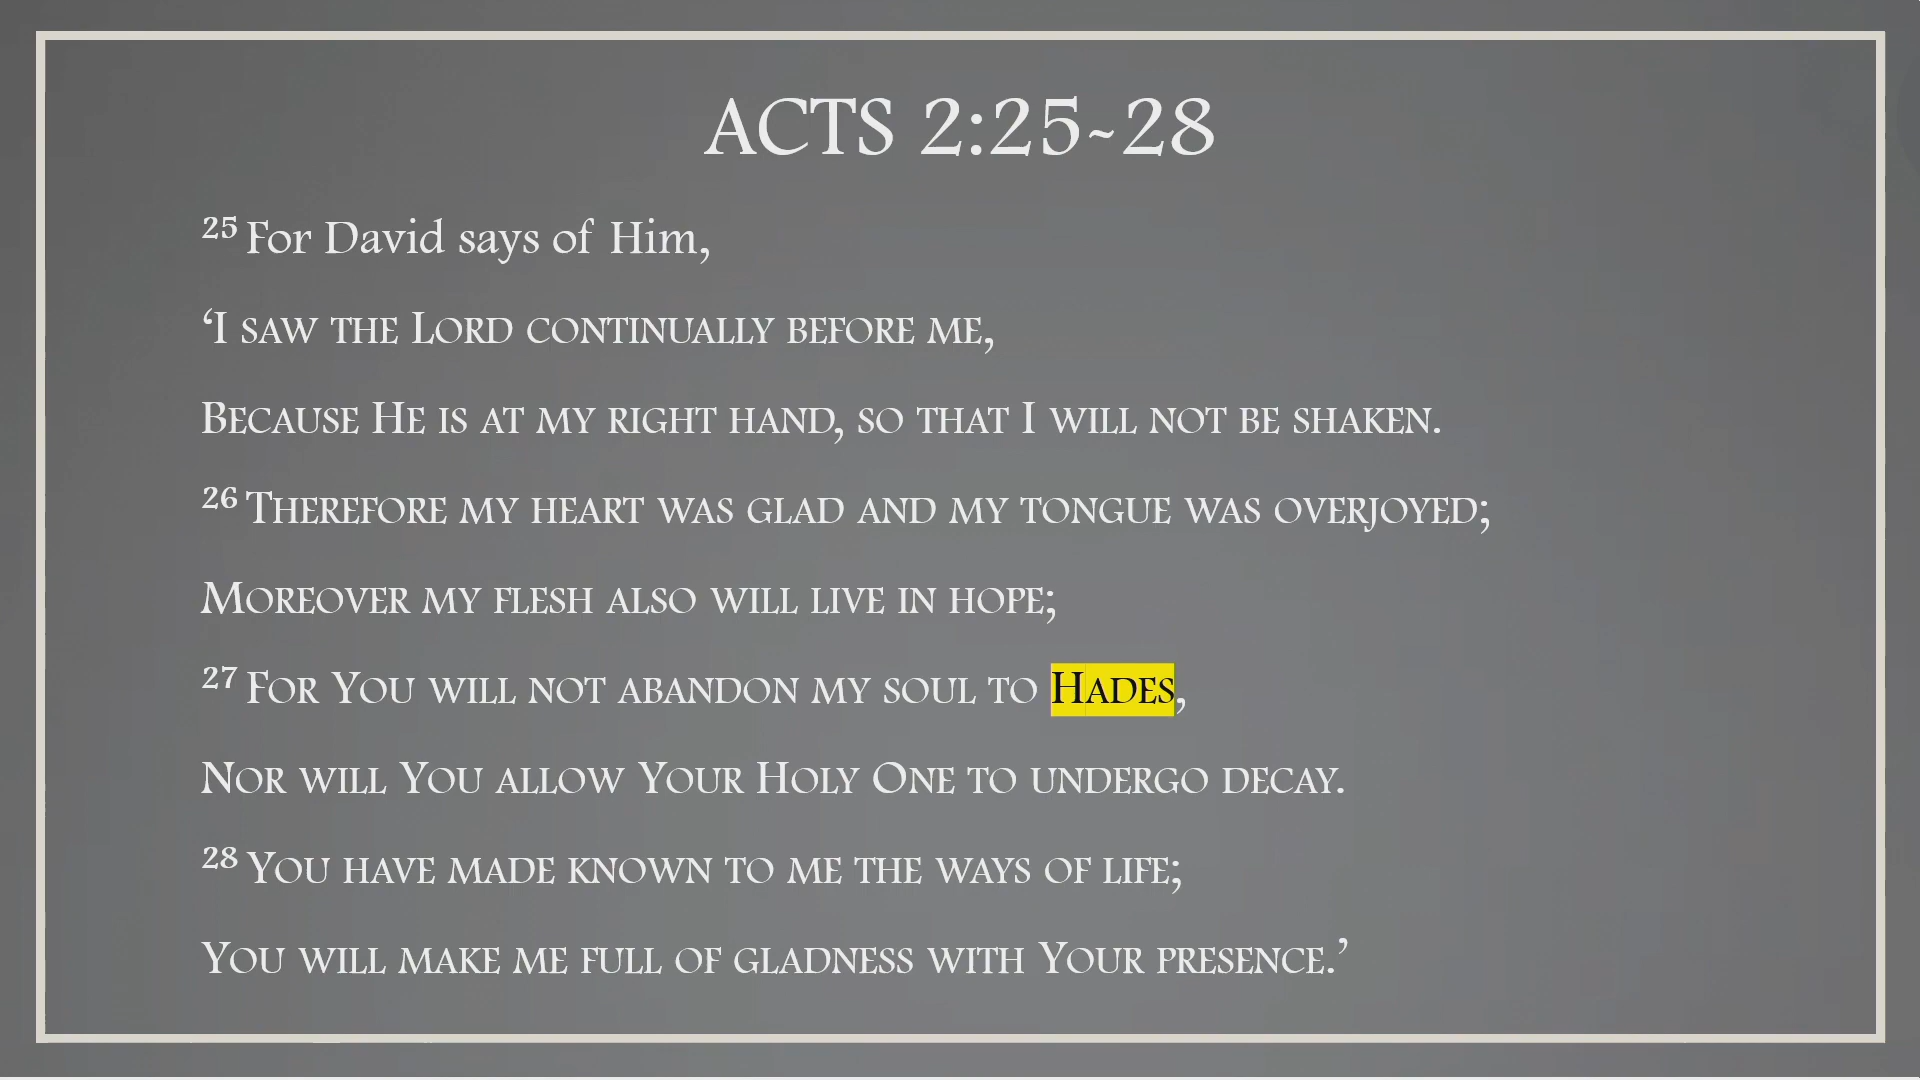 ACTS 2:25-28
25 For David says of Him,
‘I SAW THE LORD CONTINUALLY BEFORE ME,
BECAUSE HE IS AT MY RIGHT HAND, SO THAT I WILL NOT BE SHAKEN.
26 THEREFORE MY HEART WAS GLAD AND MY TONGUE WAS OVERJOYED;
MOREOVER MY FLESH ALSO WILL LIVE IN HOPE;
27 FOR YOU WILL NOT ABANDON MY SOUL TO HADES,
NOR WILL YOU ALLOW YOUR HOLY ONE TO UNDERGO DECAY.
28 YOU HAVE MADE KNOWN TO ME THE WAYS OF LIFE;
YOU WILL MAKE ME FULL OF GLADNESS WITH YOUR PRESENCE.’